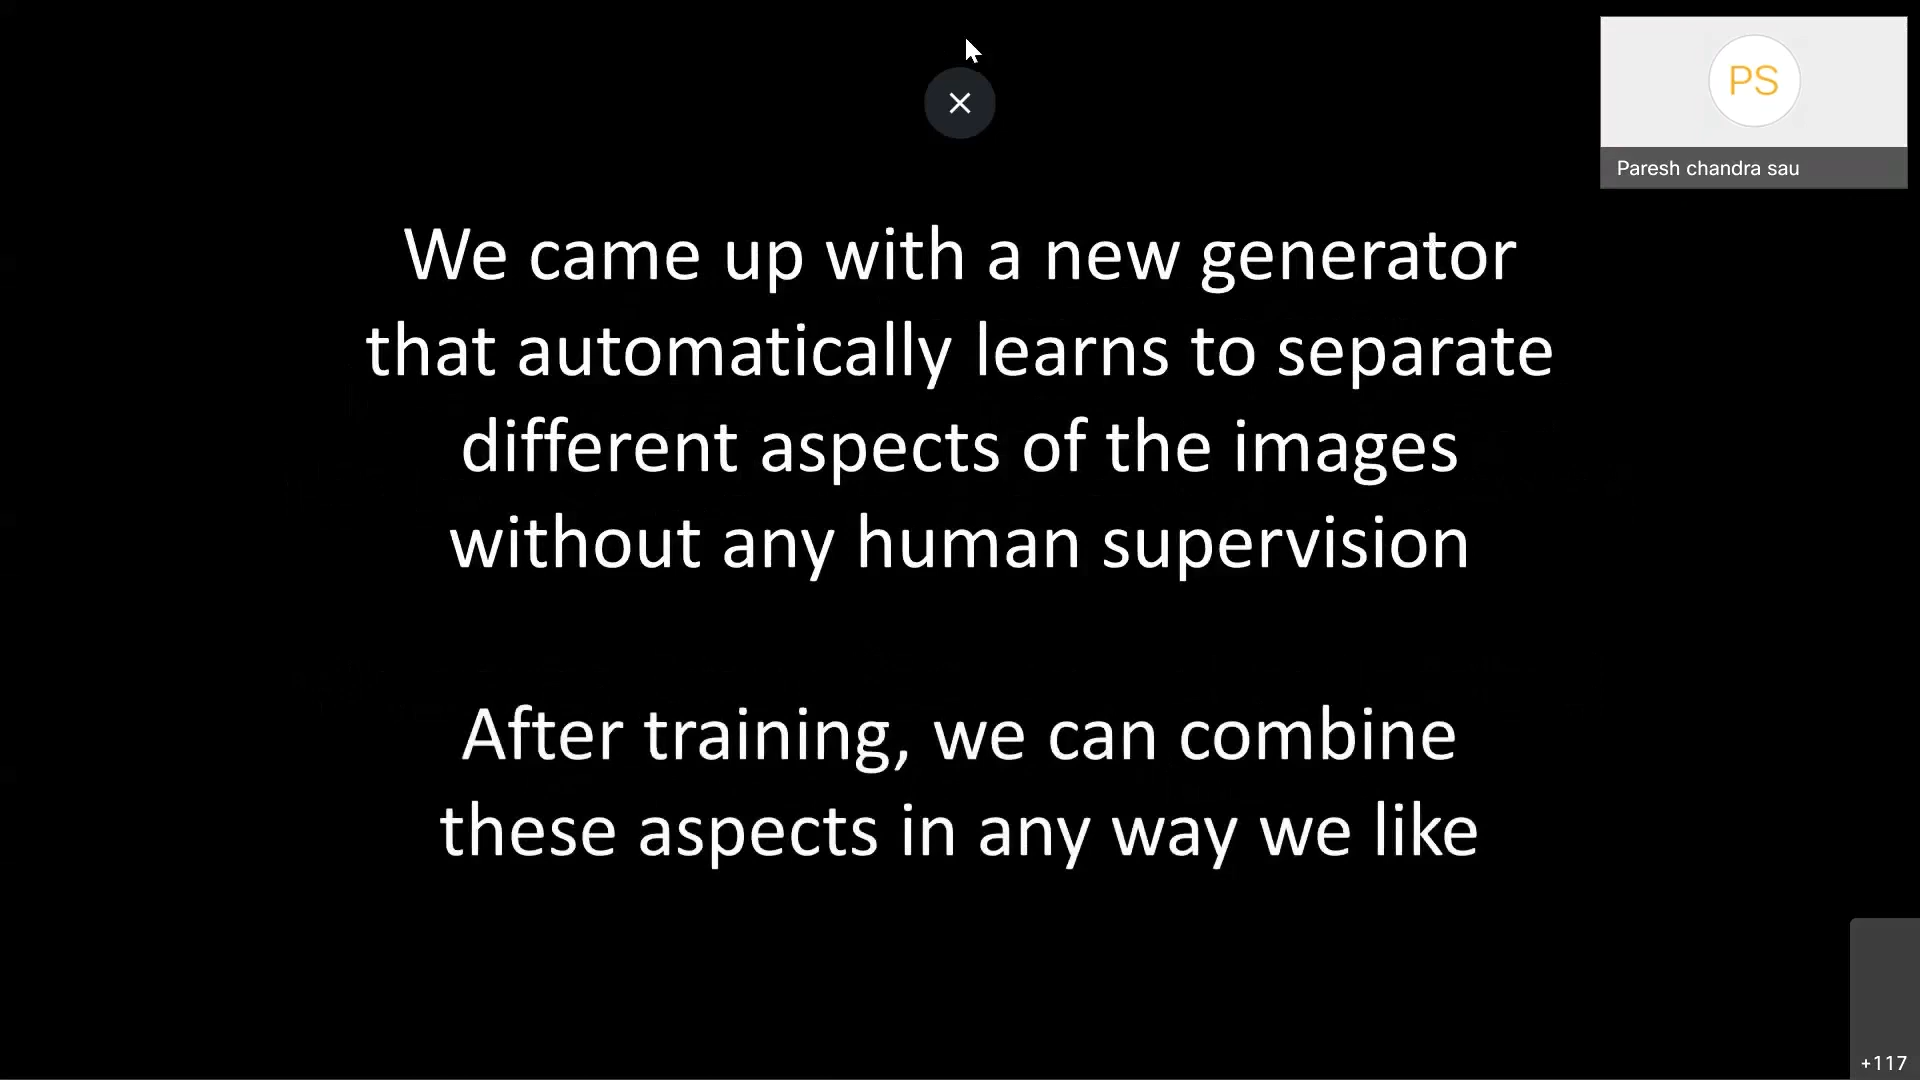 PS
Paresh chandra sau
We came up with a new generator
that automatically learns to separate
different aspects of the images
without any human supervision
After training, we can combine
these aspects in any way we like
+117